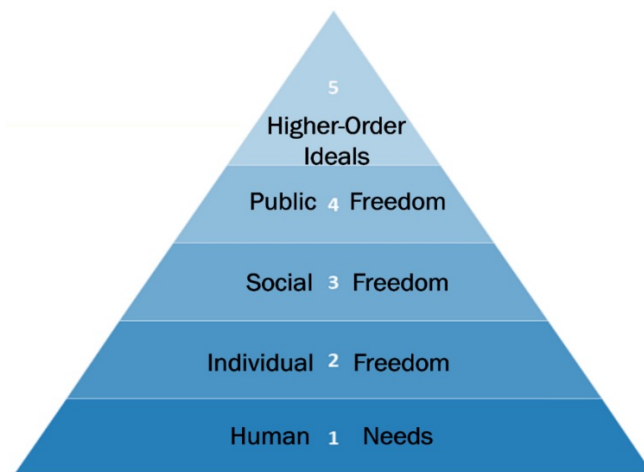 5
Higher-Order
Ideals
Public 4 Freedom
Social 3 Freedom
Individual 2 Freedom
Human 1 Needs